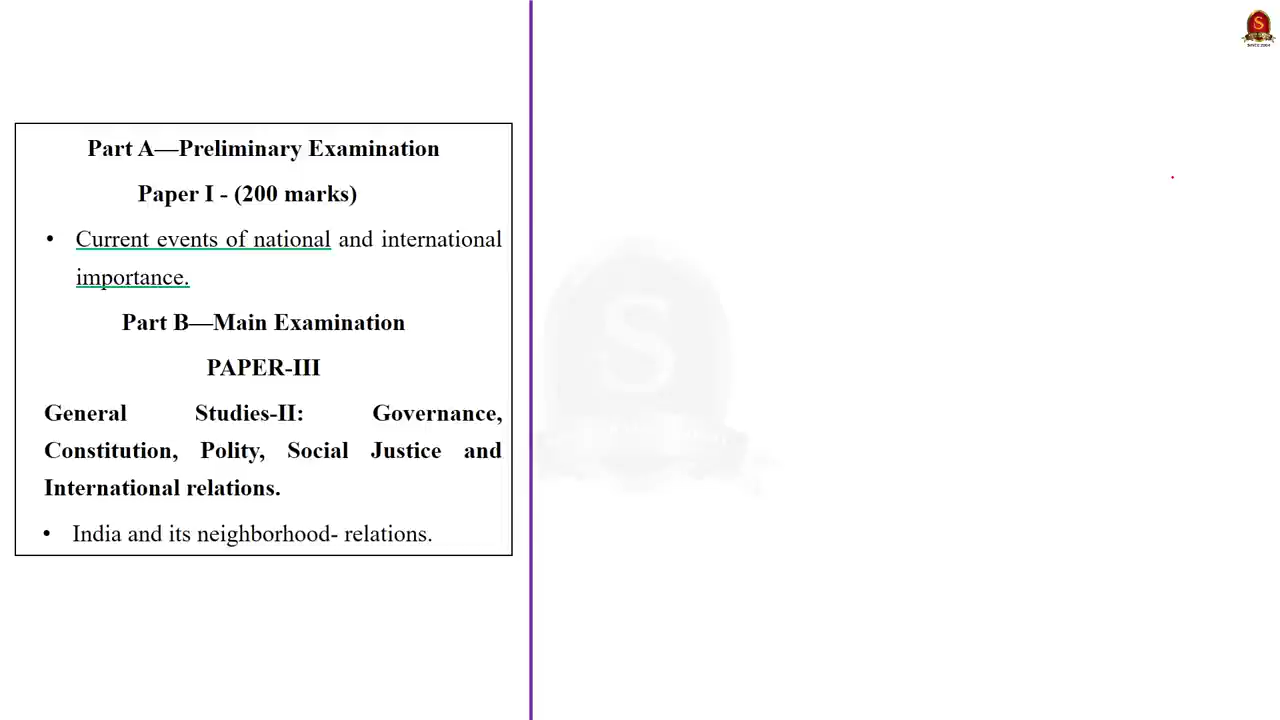 Part A—Preliminary Examination
Paper I - (200 marks)
• Current events of national and international
importance.
Part B—Main Examination
PAPER-III
General Studies-II: Governance,
Constitution, Polity, Social Justice and
International relations.
• India and its neighborhood- relations.
S
S